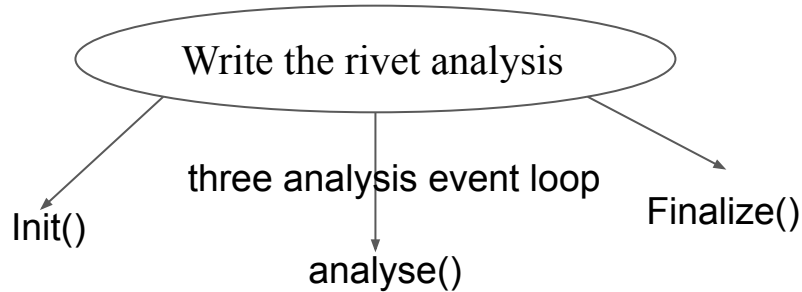 Write the rivet analysis
three analysis event loop
Init()
Finalize()
analyse()